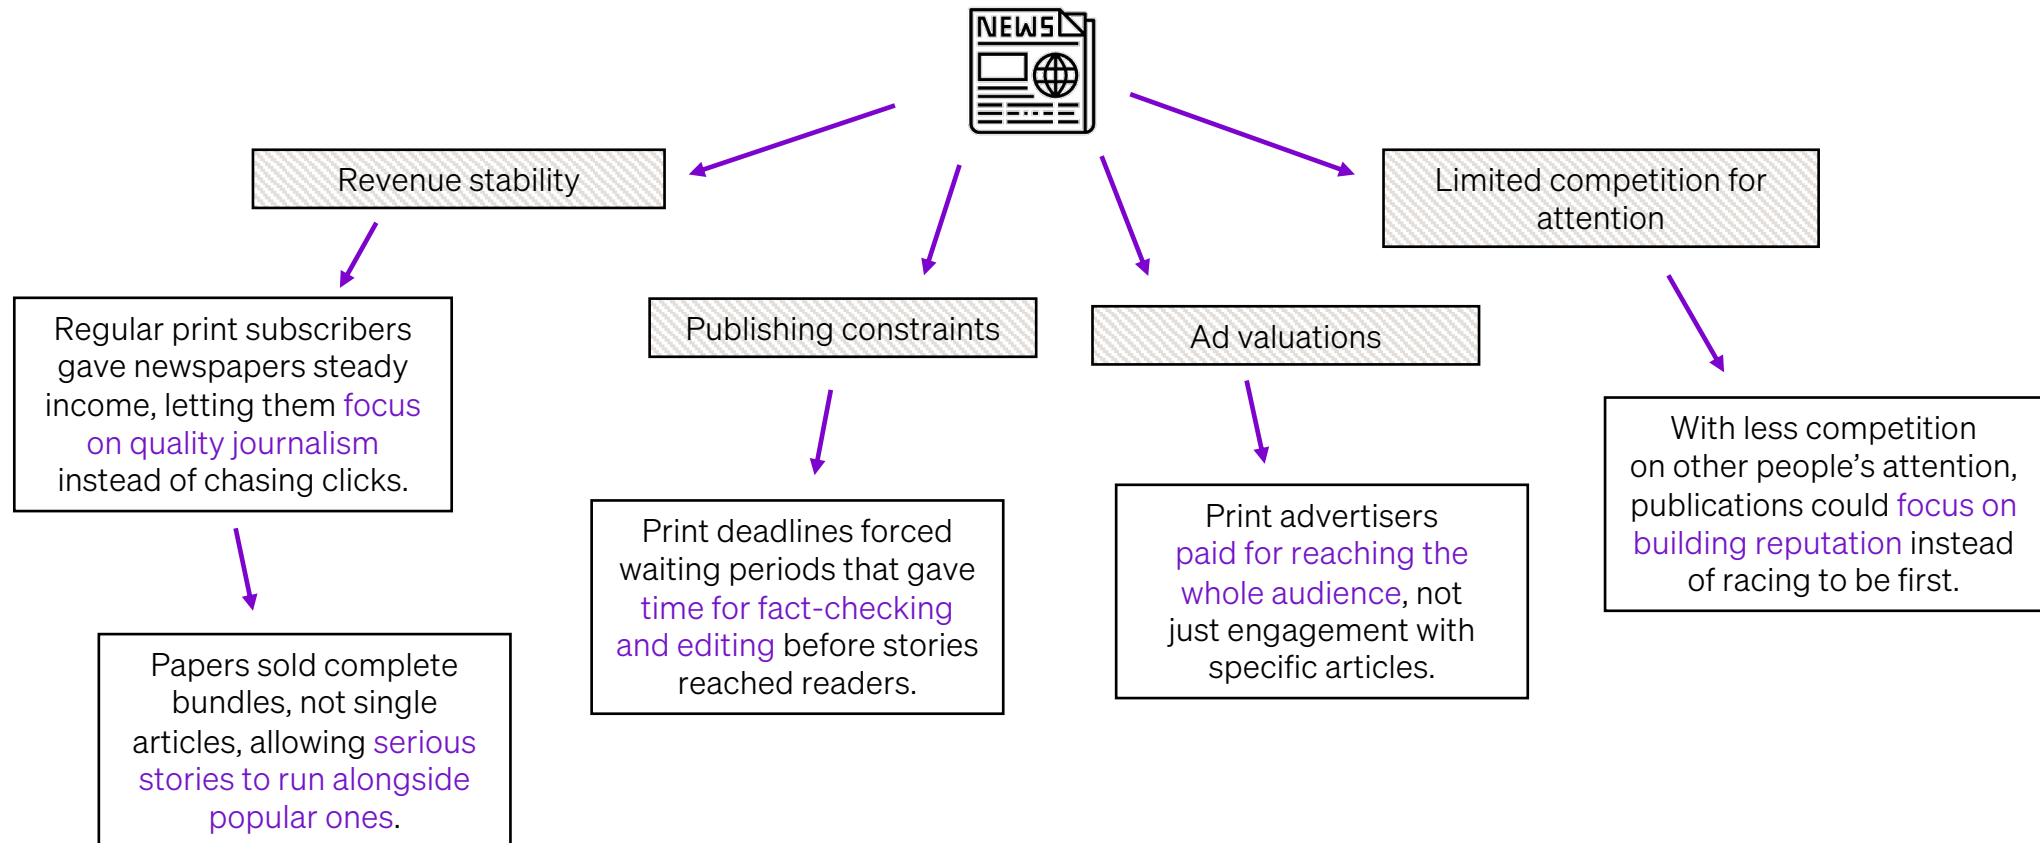 NEWS
Revenue stability
Limited competition for
attention
Regular print subscribers
gave newspapers steady
income, letting them focus
on quality journalism
instead of chasing clicks.
Publishing constraints
Ad valuations
With less competition
on other people’s attention,
publications could focus on
building reputation instead
of racing to be first.
Print deadlines forced
waiting periods that gave
time for fact-checking
and editing before stories
reached readers.
Print advertisers
paid for reaching the
whole audience, not
just engagement with
specific articles.
Papers sold complete
bundles, not single
articles, allowing serious
stories to run alongside
popular ones.